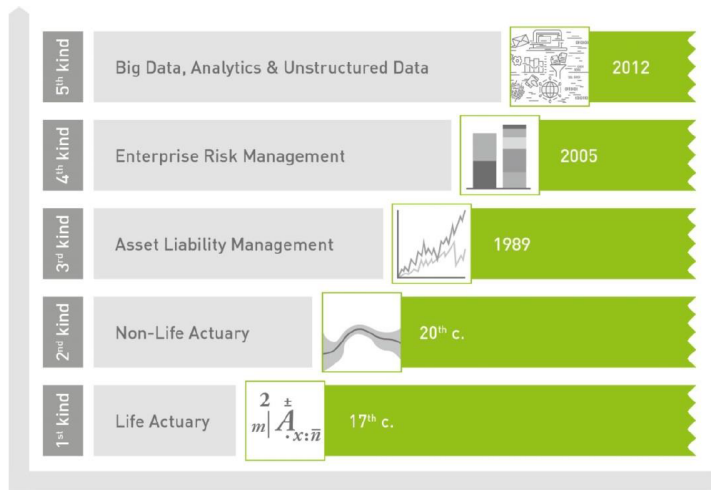 5th kind
Big Data, Analytics & Unstructured Data
2012
4th kind
Enterprise Risk Management
2005
3rd kind
Asset Liability Management
1989
2nd kind
Non-Life Actuary
20th c.
1st kind
Life Actuary
2 ±
m| A x:n̅
17th c.